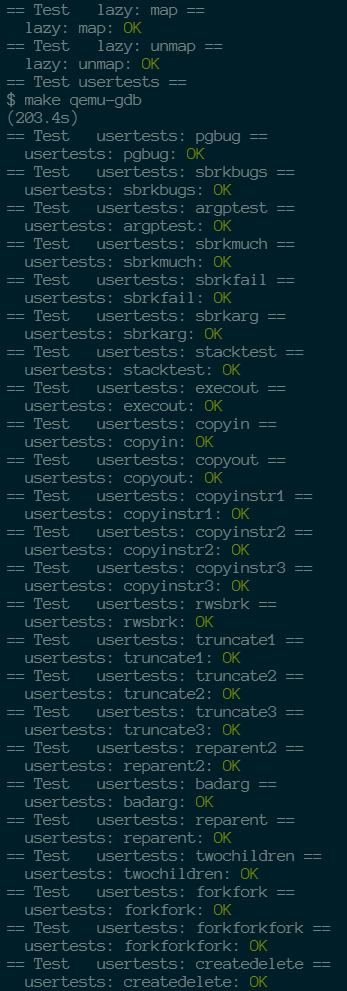 == Test   lazy: map ==
  lazy: map: OK
== Test   lazy: unmap ==
  lazy: unmap: OK
== Test usertests ==
$ make qemu-gdb
(203.4s)
== Test   usertests: pgbug ==
  usertests: pgbug: OK
== Test   usertests: sbrkbugs ==
  usertests: sbrkbugs: OK
== Test   usertests: argptest ==
  usertests: argptest: OK
== Test   usertests: sbrkmuch ==
  usertests: sbrkmuch: OK
== Test   usertests: sbrkfail ==
  usertests: sbrkfail: OK
== Test   usertests: sbrkarg ==
  usertests: sbrkarg: OK
== Test   usertests: stacktest ==
  usertests: stacktest: OK
== Test   usertests: execout ==
  usertests: execout: OK
== Test   usertests: copyin ==
  usertests: copyin: OK
== Test   usertests: copyout ==
  usertests: copyout: OK
== Test   usertests: copyinstr1 ==
  usertests: copyinstr1: OK
== Test   usertests: copyinstr2 ==
  usertests: copyinstr2: OK
== Test   usertests: copyinstr3 ==
  usertests: copyinstr3: OK
== Test   usertests: rwsbrk ==
  usertests: rwsbrk: OK
== Test   usertests: truncate1 ==
  usertests: truncate1: OK
== Test   usertests: truncate2 ==
  usertests: truncate2: OK
== Test   usertests: truncate3 ==
  usertests: truncate3: OK
== Test   usertests: reparent2 ==
  usertests: reparent2: OK
== Test   usertests: badarg ==
  usertests: badarg: OK
== Test   usertests: reparent ==
  usertests: reparent: OK
== Test   usertests: twochildren ==
  usertests: twochildren: OK
== Test   usertests: forkfork ==
  usertests: forkfork: OK
== Test   usertests: forkforkfork ==
  usertests: forkforkfork: OK
== Test   usertests: createdelete ==
  usertests: createdelete: OK